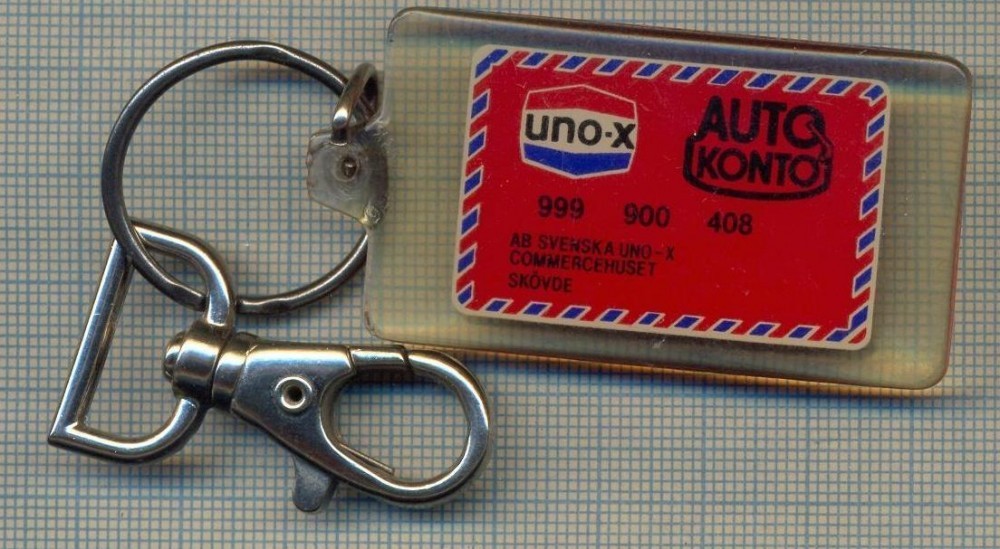 uno-x
AUTO
KONTO
999 900 408
AB SVENSKA UNO-X
COMMERCEHUSET
SKÖVDE